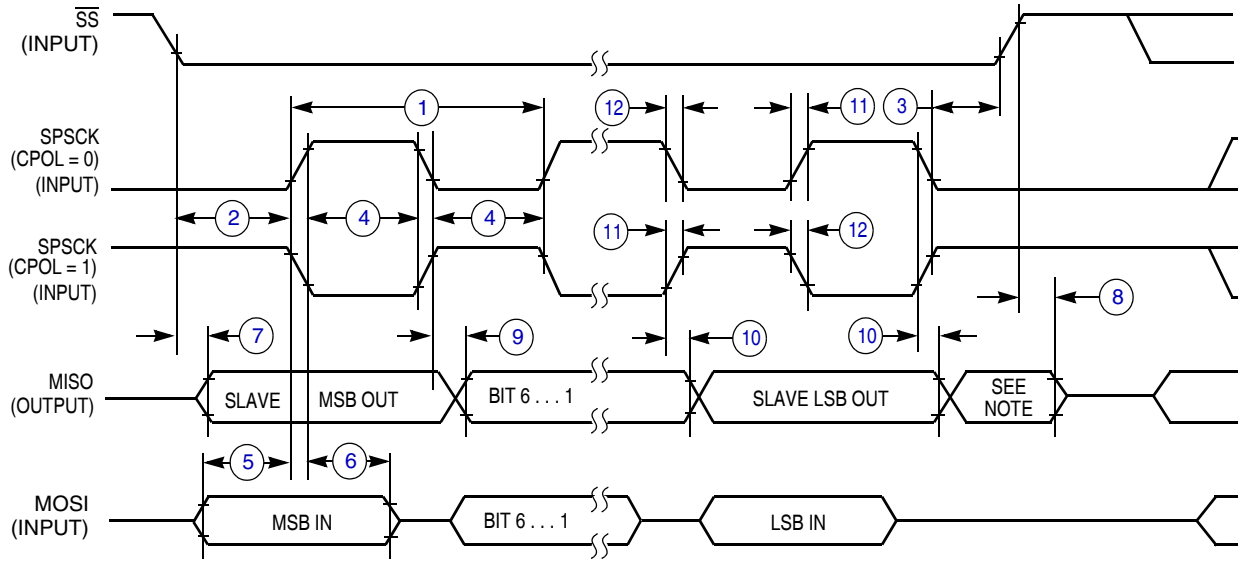 SS
(INPUT)
1
12
11
3
SPSCK
(CPOL = 0)
(INPUT)
2
4
4
SPSCK
(CPOL = 1)
(INPUT)
11
12
8
7
9
10
10
MISO
(OUTPUT)
SLAVE MSB OUT
BIT 6 . . . 1
SLAVE LSB OUT
SEE
NOTE
5
6
MOSI
(INPUT)
MSB IN
BIT 6 . . . 1
LSB IN